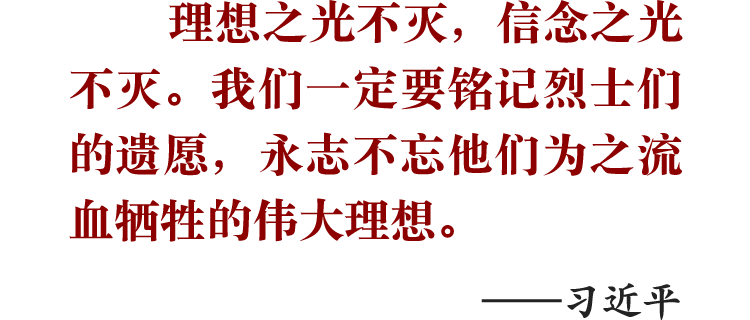 理想之光不灭，信念之光
不灭。我们一定要铭记烈士们
的遗愿，永志不忘他们为之流
血牺牲的伟大理想。
——习近平